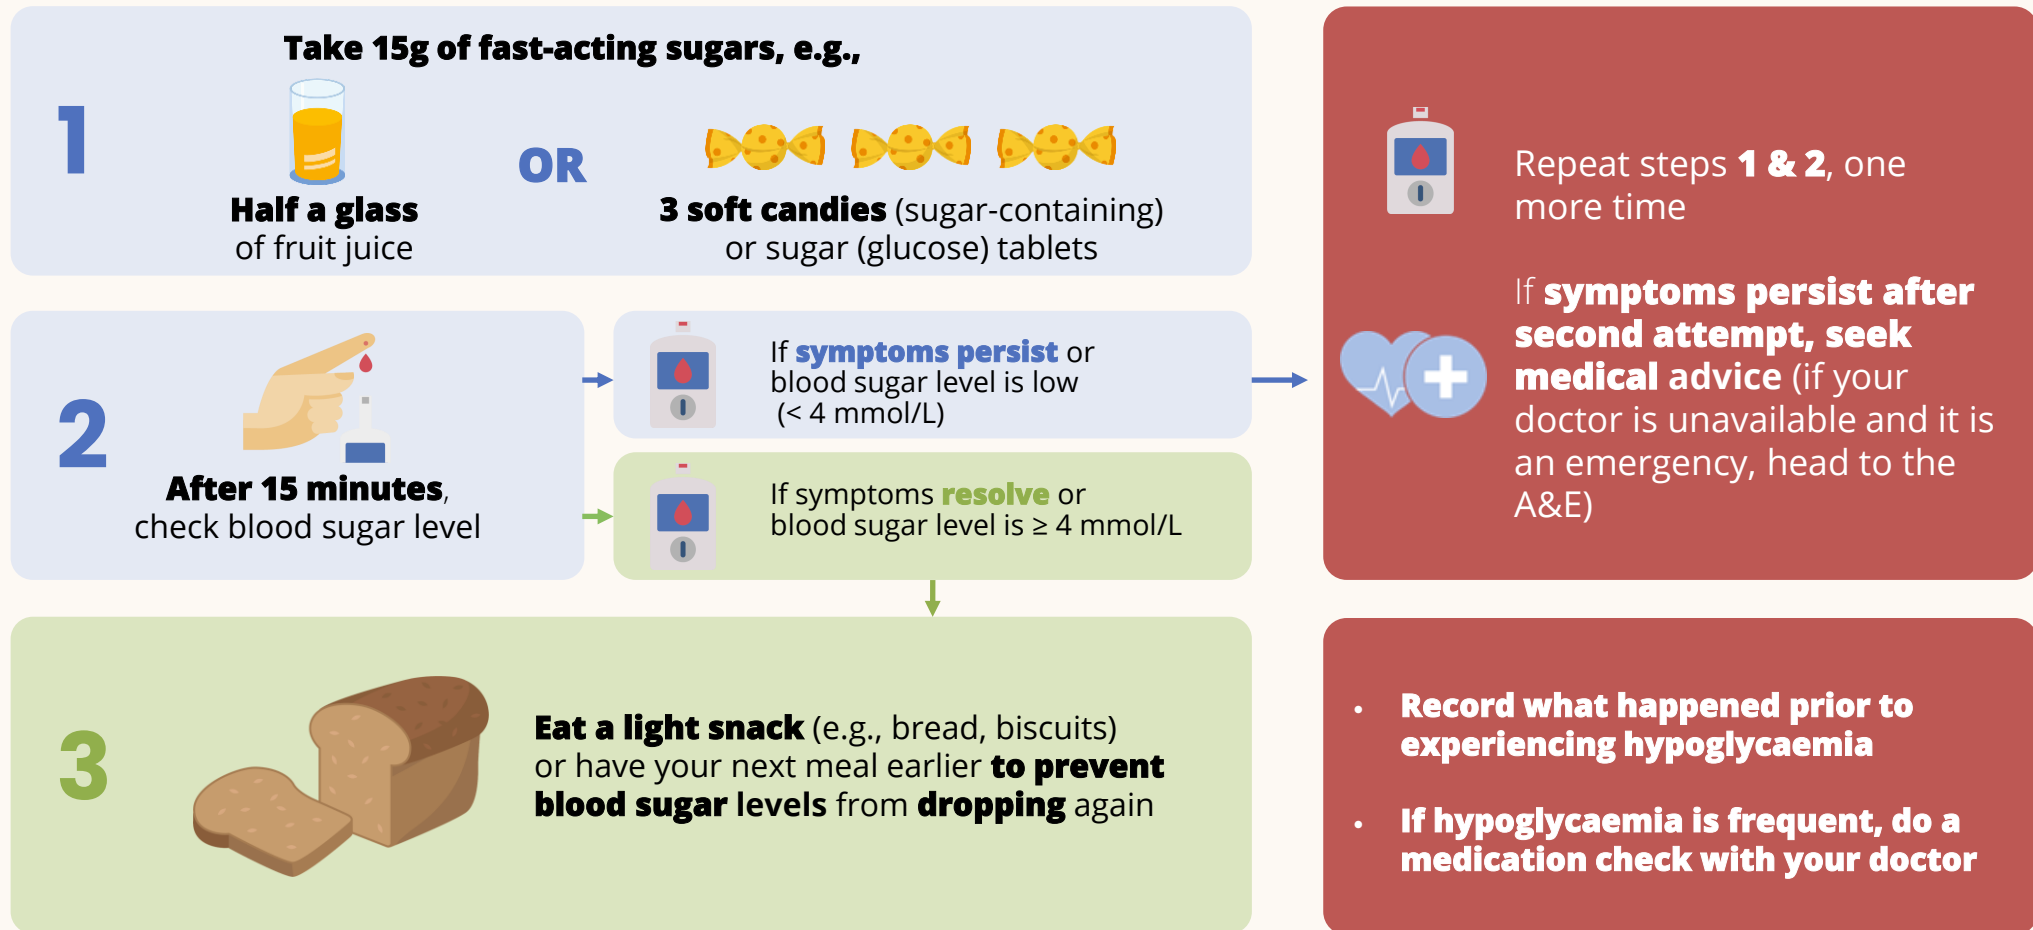 Take 15g of fast-acting sugars, e.g.,
1
OR
Half a glass
of fruit juice
3 soft candies (sugar-containing)
or sugar (glucose) tablets
2
After 15 minutes,
check blood sugar level
If symptoms persist or
blood sugar level is low
(< 4 mmol/L)
If symptoms resolve or
blood sugar level is ≥ 4 mmol/L
Repeat steps 1 & 2, one
more time
If symptoms persist after
second attempt, seek
medical advice (if your
doctor is unavailable and it is
an emergency, head to the
A&E)
3
Eat a light snack (e.g., bread, biscuits)
or have your next meal earlier to prevent
blood sugar levels from dropping again
• Record what happened prior to
experiencing hypoglycaemia
• If hypoglycaemia is frequent, do a
medication check with your doctor